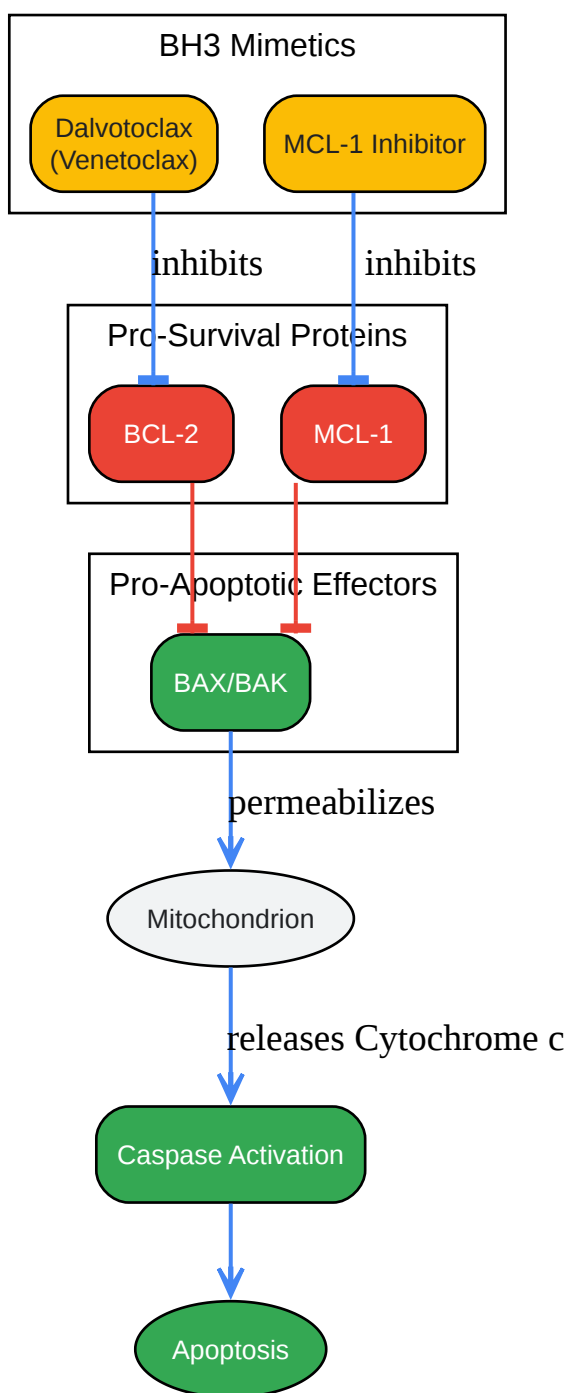 BH3 Mimetics
Dalvotoclax
(Venetoclax)
MCL-1 Inhibitor
inhibits
inhibits
Pro-Survival Proteins
BCL-2
MCL-1
Pro-Apoptotic Effectors
BAX/BAK
permeabilizes
Mitochondrion
releases Cytochrome c
Caspase Activation
Apoptosis